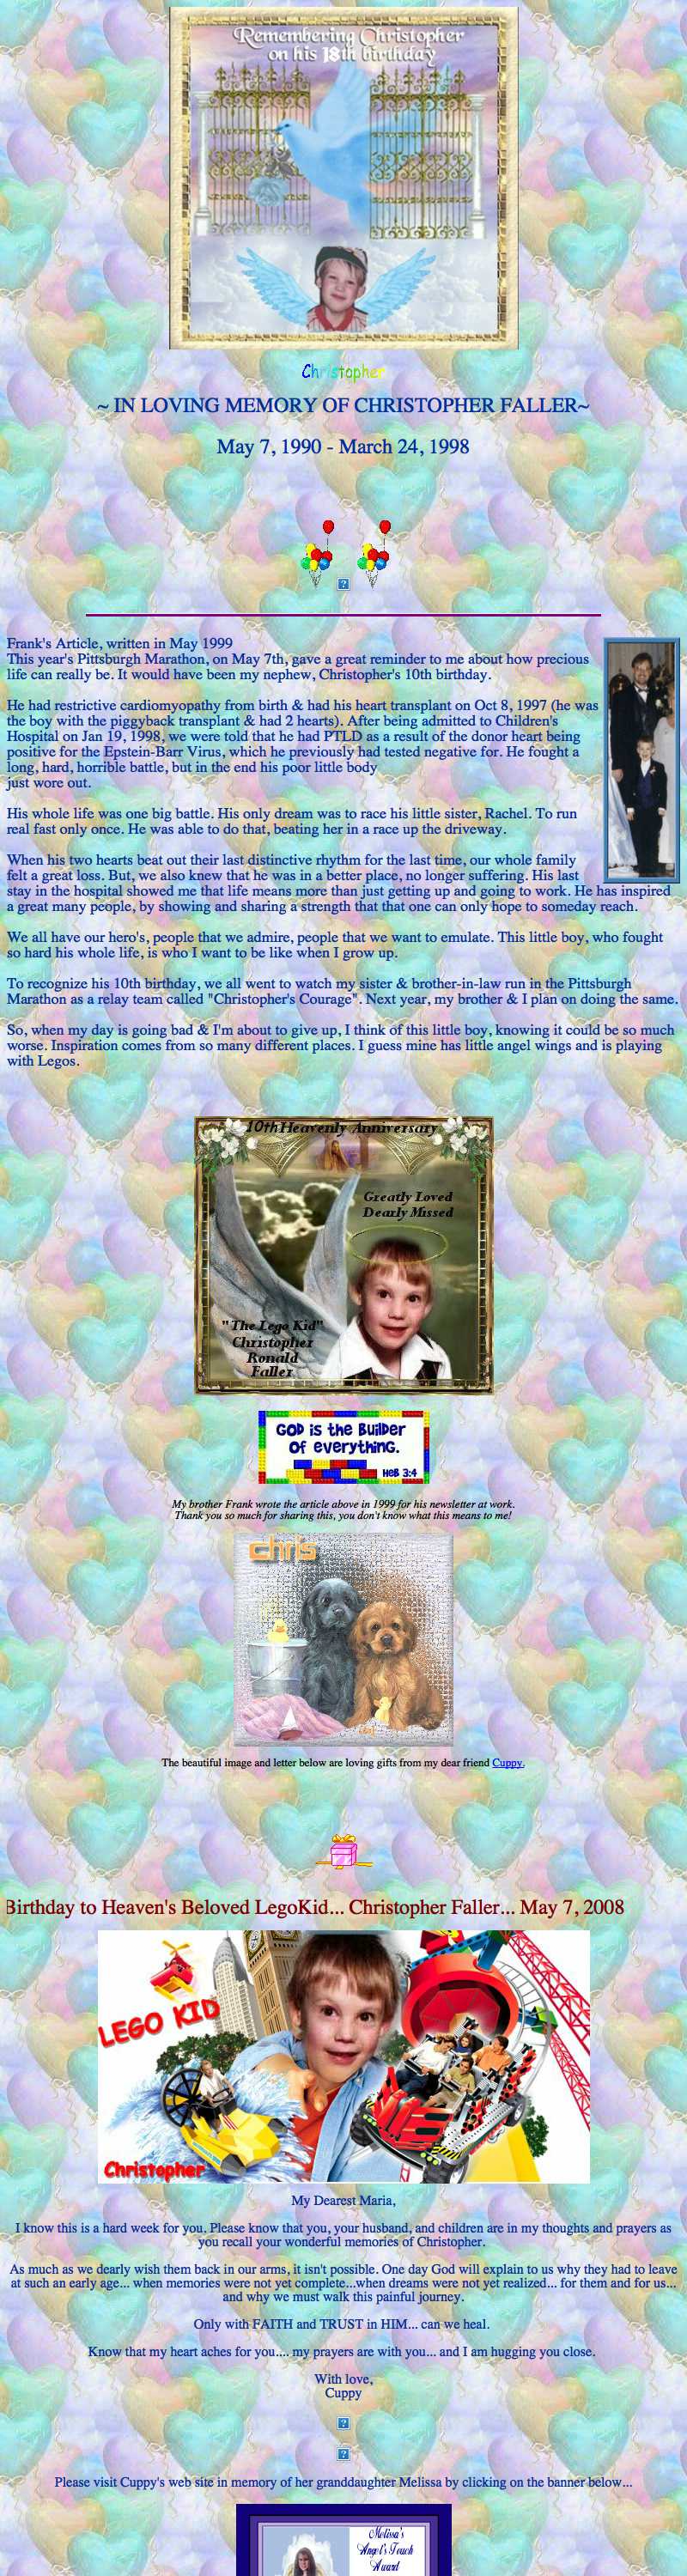 Remembering Christopher
on his 18th birthday
Christopher
~ IN LOVING MEMORY OF CHRISTOPHER FALLER~
May 7, 1990 - March 24, 1998
Frank's Article, written in May 1999
This year's Pittsburgh Marathon, on May 7th, gave a great reminder to me about how precious
life can really be. It would have been my nephew, Christopher's 10th birthday.
He had restrictive cardiomyopathy from birth & had his heart transplant on Oct 8, 1997 (he was
the boy with the piggyback transplant & had 2 hearts). After being admitted to Children's
Hospital on Jan 19, 1998, we were told that he had PTLD as a result of the donor heart being
positive for the Epstein-Barr Virus, which he previously had tested negative for. He fought a
long, hard, horrible battle, but in the end his poor little body
just wore out.
His whole life was one big battle. His only dream was to race his little sister, Rachel. To run
real fast only once. He was able to do that, beating her in a race up the driveway.
When his two hearts beat out their last distinctive rhythm for the last time, our whole family
felt a great loss. But, we also knew that he was in a better place, no longer suffering. His last
stay in the hospital showed me that life means more than just getting up and going to work. He has inspired
a great many people, by showing and sharing a strength that that one can only hope to someday reach.
We all have our hero's, people that we admire, people that we want to emulate. This little boy, who fought
so hard his whole life, is who I want to be like when I grow up.
To recognize his 10th birthday, we all went to watch my sister & brother-in-law run in the Pittsburgh
Marathon as a relay team called "Christopher's Courage". Next year, my brother & I plan on doing the same.
So, when my day is going bad & I'm about to give up, I think of this little boy, knowing it could be so much
worse. Inspiration comes from so many different places. I guess mine has little angel wings and is playing
with Legos.
10th Heavenly Anniversary
Greatly Loved
Dearly Missed
"The Lego Kid"
Christopher
Ronald
Faller
GOD is the Builder
of everything.
Heb 3:4
My brother Frank wrote the article above in 1999 for his newsletter at work.
Thank you so much for sharing this, you don't know what this means to me!
chris
The beautiful image and letter below are loving gifts from my dear friend Cuppy.
Birthday to Heaven's Beloved LegoKid... Christopher Faller... May 7, 2008
LEGO KID
Christopher
My Dearest Maria,
I know this is a hard week for you. Please know that you, your husband, and children are in my thoughts and prayers as
you recall your wonderful memories of Christopher.
As much as we dearly wish them back in our arms, it isn't possible. One day God will explain to us why they had to leave
at such an early age... when memories were not yet complete...when dreams were not yet realized... for them and for us...
and why we must walk this painful journey.
Only with FAITH and TRUST in HIM... can we heal.
Know that my heart aches for you.... my prayers are with you... and I am hugging you close.
With love,
Cuppy
Please visit Cuppy's web site in memory of her granddaughter Melissa by clicking on the banner below...
Melissa's
Angel's Touch
Award